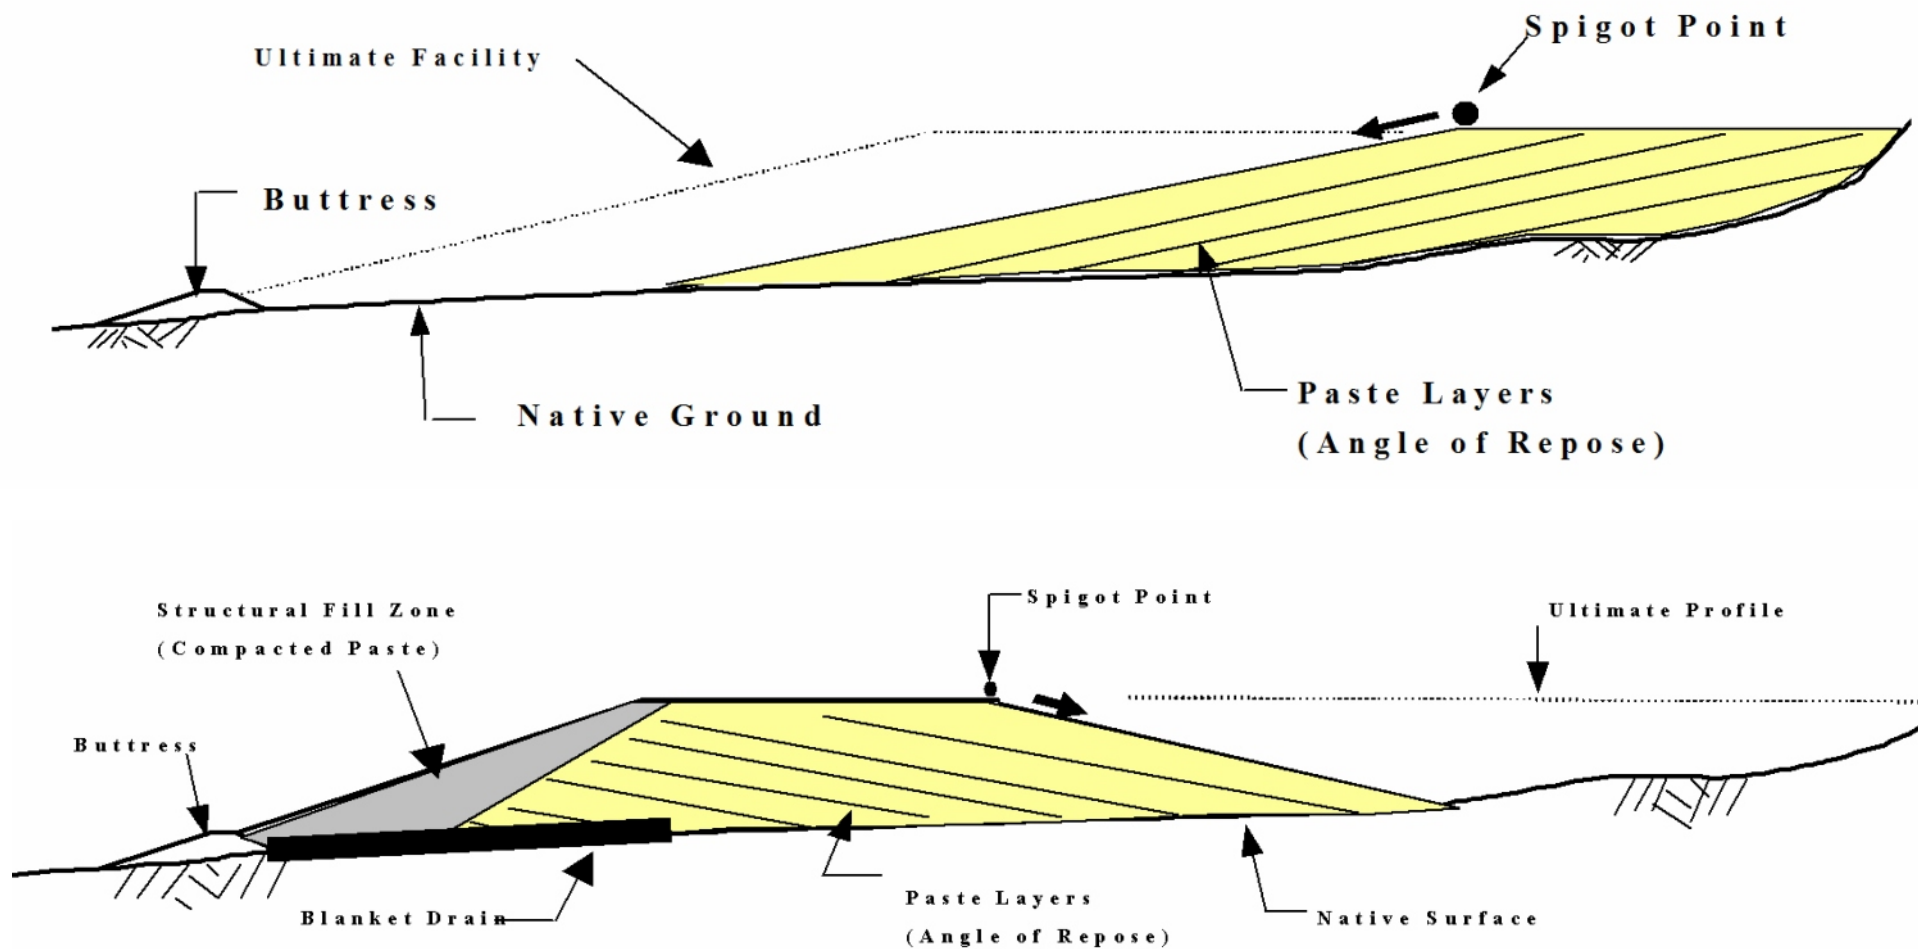 Spigot Point
Ultimate Facility
Buttress
Native Ground
Paste Layers
(Angle of Repose)
Structural Fill Zone
(Compacted Paste)
Spigot Point
Ultimate Profile
Buttress
Blanket Drain
Paste Layers
(Angle of Repose)
Native Surface